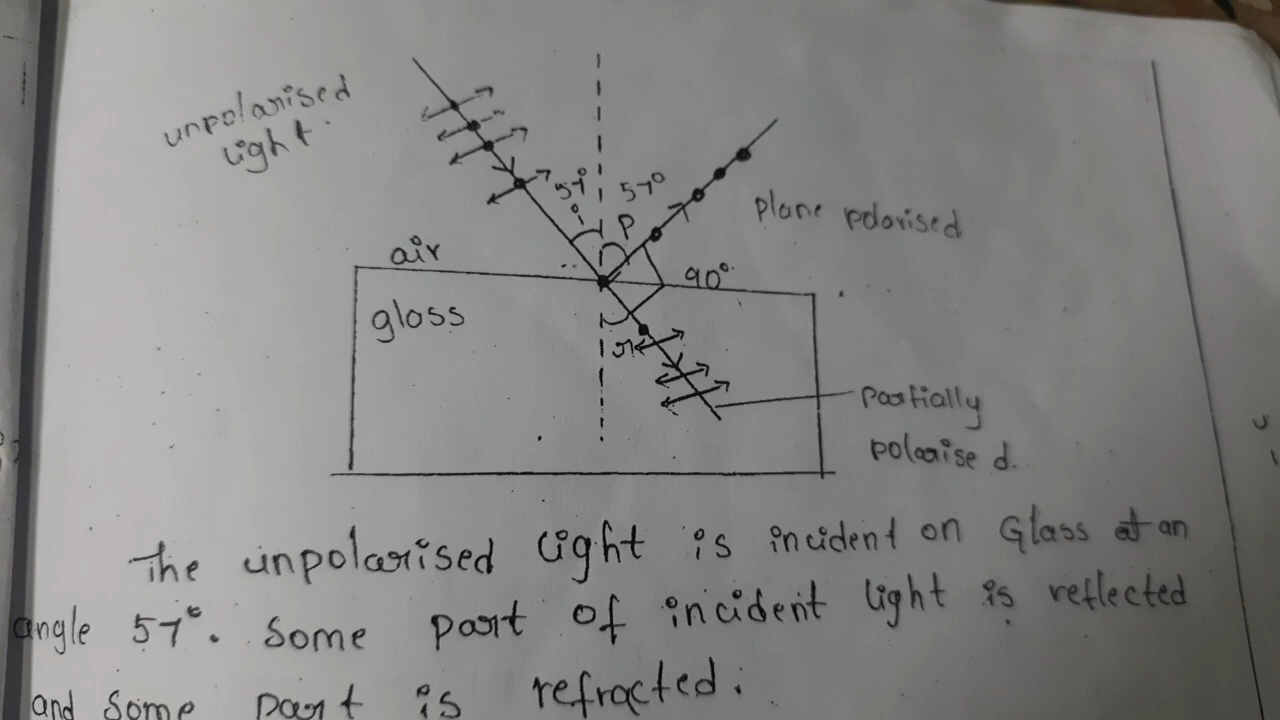 unpolarised
light
57°
57°
i
P
plane polarised
air
90°
glass
r
partially
polarised.
The unpolarised light is incident on Glass at an
angle 57°. Some part of incident light is reflected
and some part is refracted.